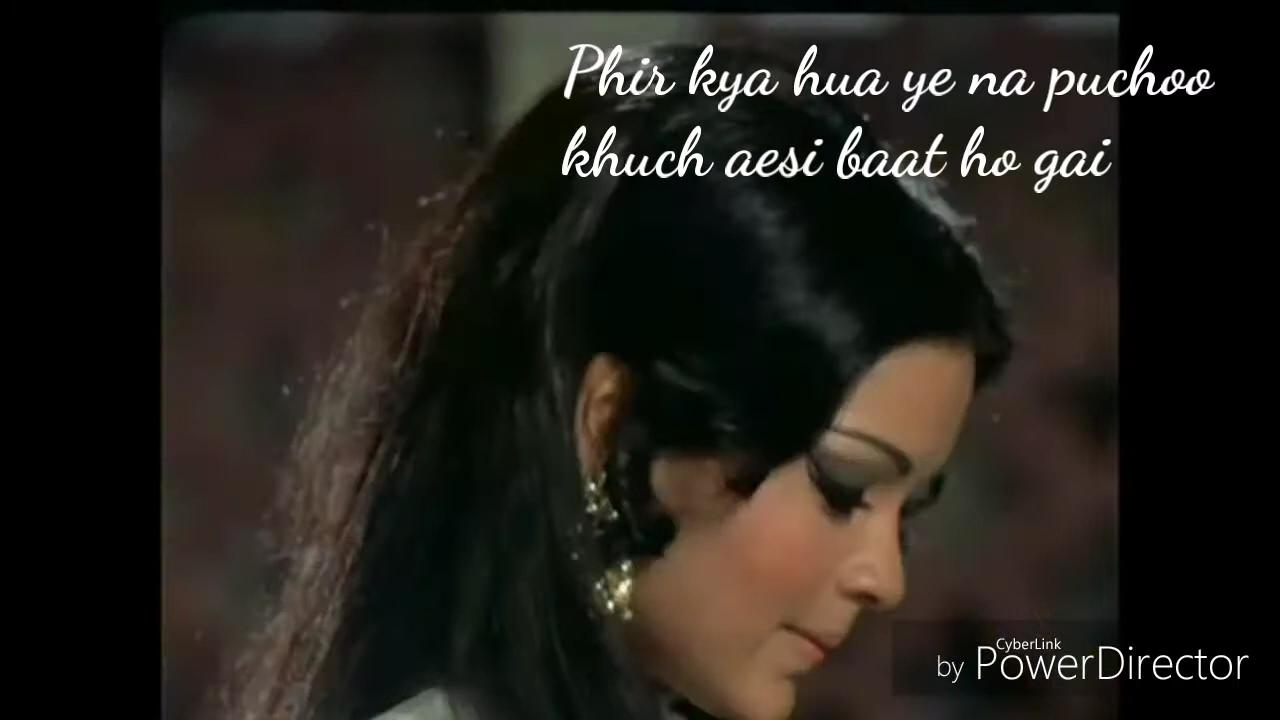 Phir kya hua ye na puchoo
khuch aesi baat ho gai
CyberLink
by PowerDirector